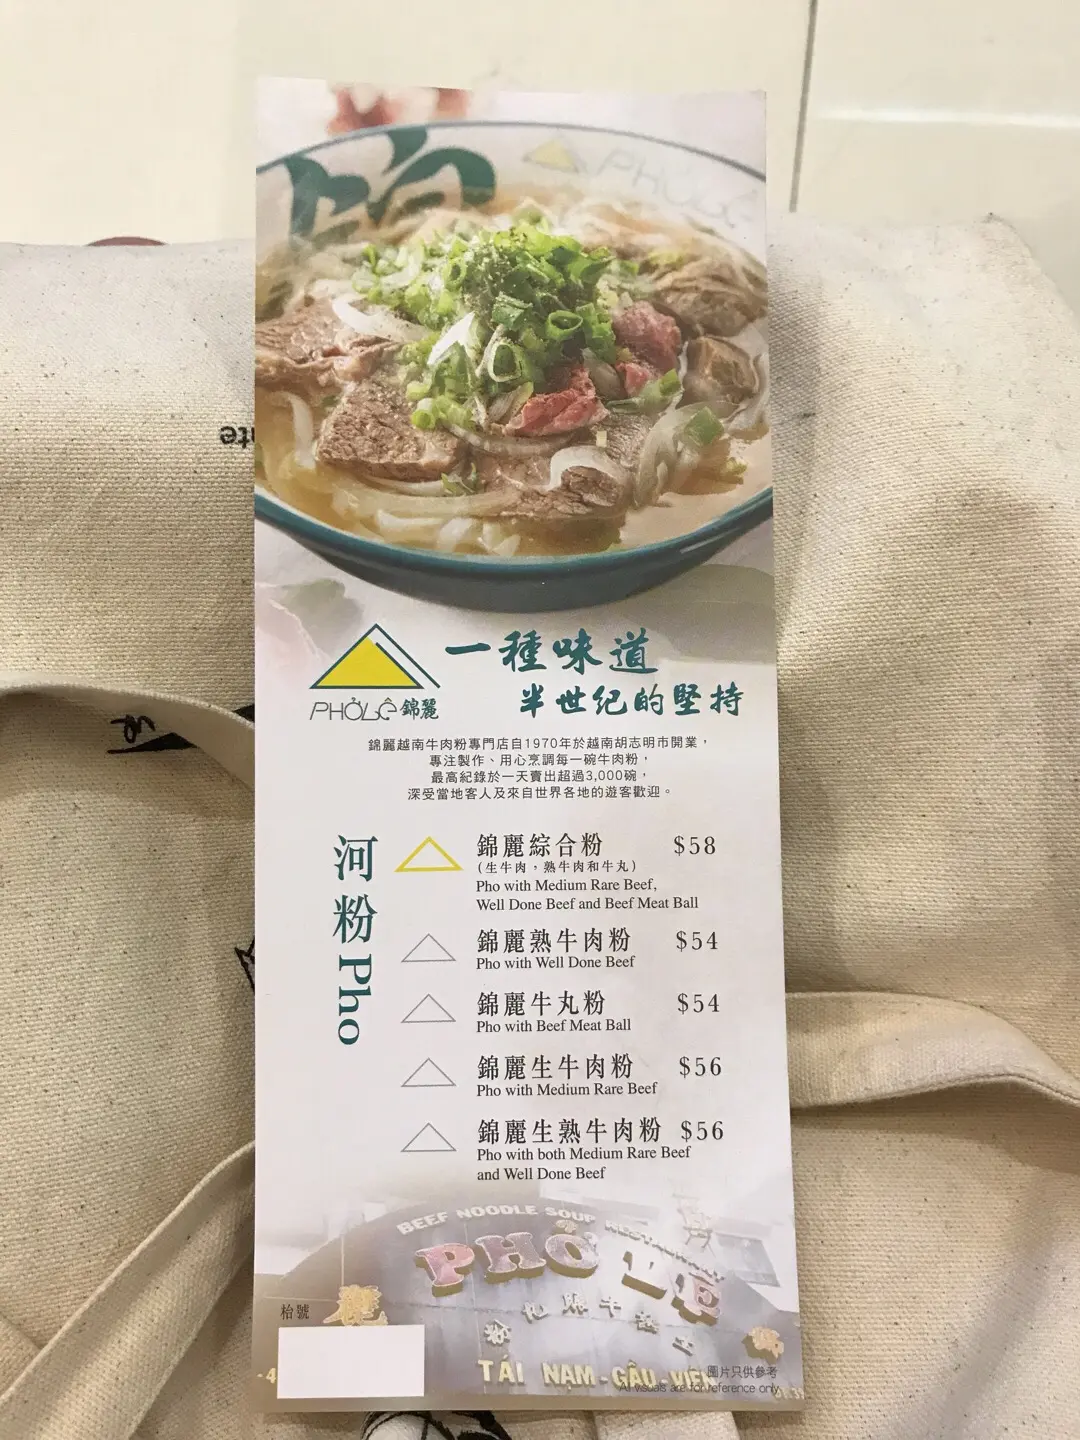 PHỞLỆ
一種味道
半世紀的堅持
PHỞLỆ 錦麗
錦麗越南牛肉粉專門店自1970年於越南胡志明市開業，
專注製作、用心烹調每一碗牛肉粉，
最高紀錄於一天賣出超過3,000碗，
深受當地客人及來自世界各地的遊客歡迎。
河粉 Pho
錦麗綜合粉 $58
(生牛肉，熟牛肉和牛丸)
Pho with Medium Rare Beef,
Well Done Beef and Beef Meat Ball
錦麗熟牛肉粉 $54
Pho with Well Done Beef
錦麗牛丸粉 $54
Pho with Beef Meat Ball
錦麗生牛肉粉 $56
Pho with Medium Rare Beef
錦麗生熟牛肉粉 $56
Pho with both Medium Rare Beef
and Well Done Beef
BEEF NOODLE SOUP RESTAURANT
PHỞ LỆ
TÁI NẠM-GẦU-VIÊN
枱號
圖片只供參考
All visuals are for reference only